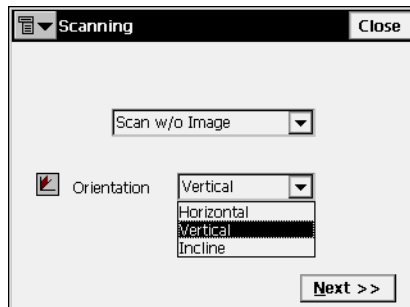 Scanning Close
Scan w/o Image
Orientation Vertical
Horizontal
Vertical
Incline
Next >>